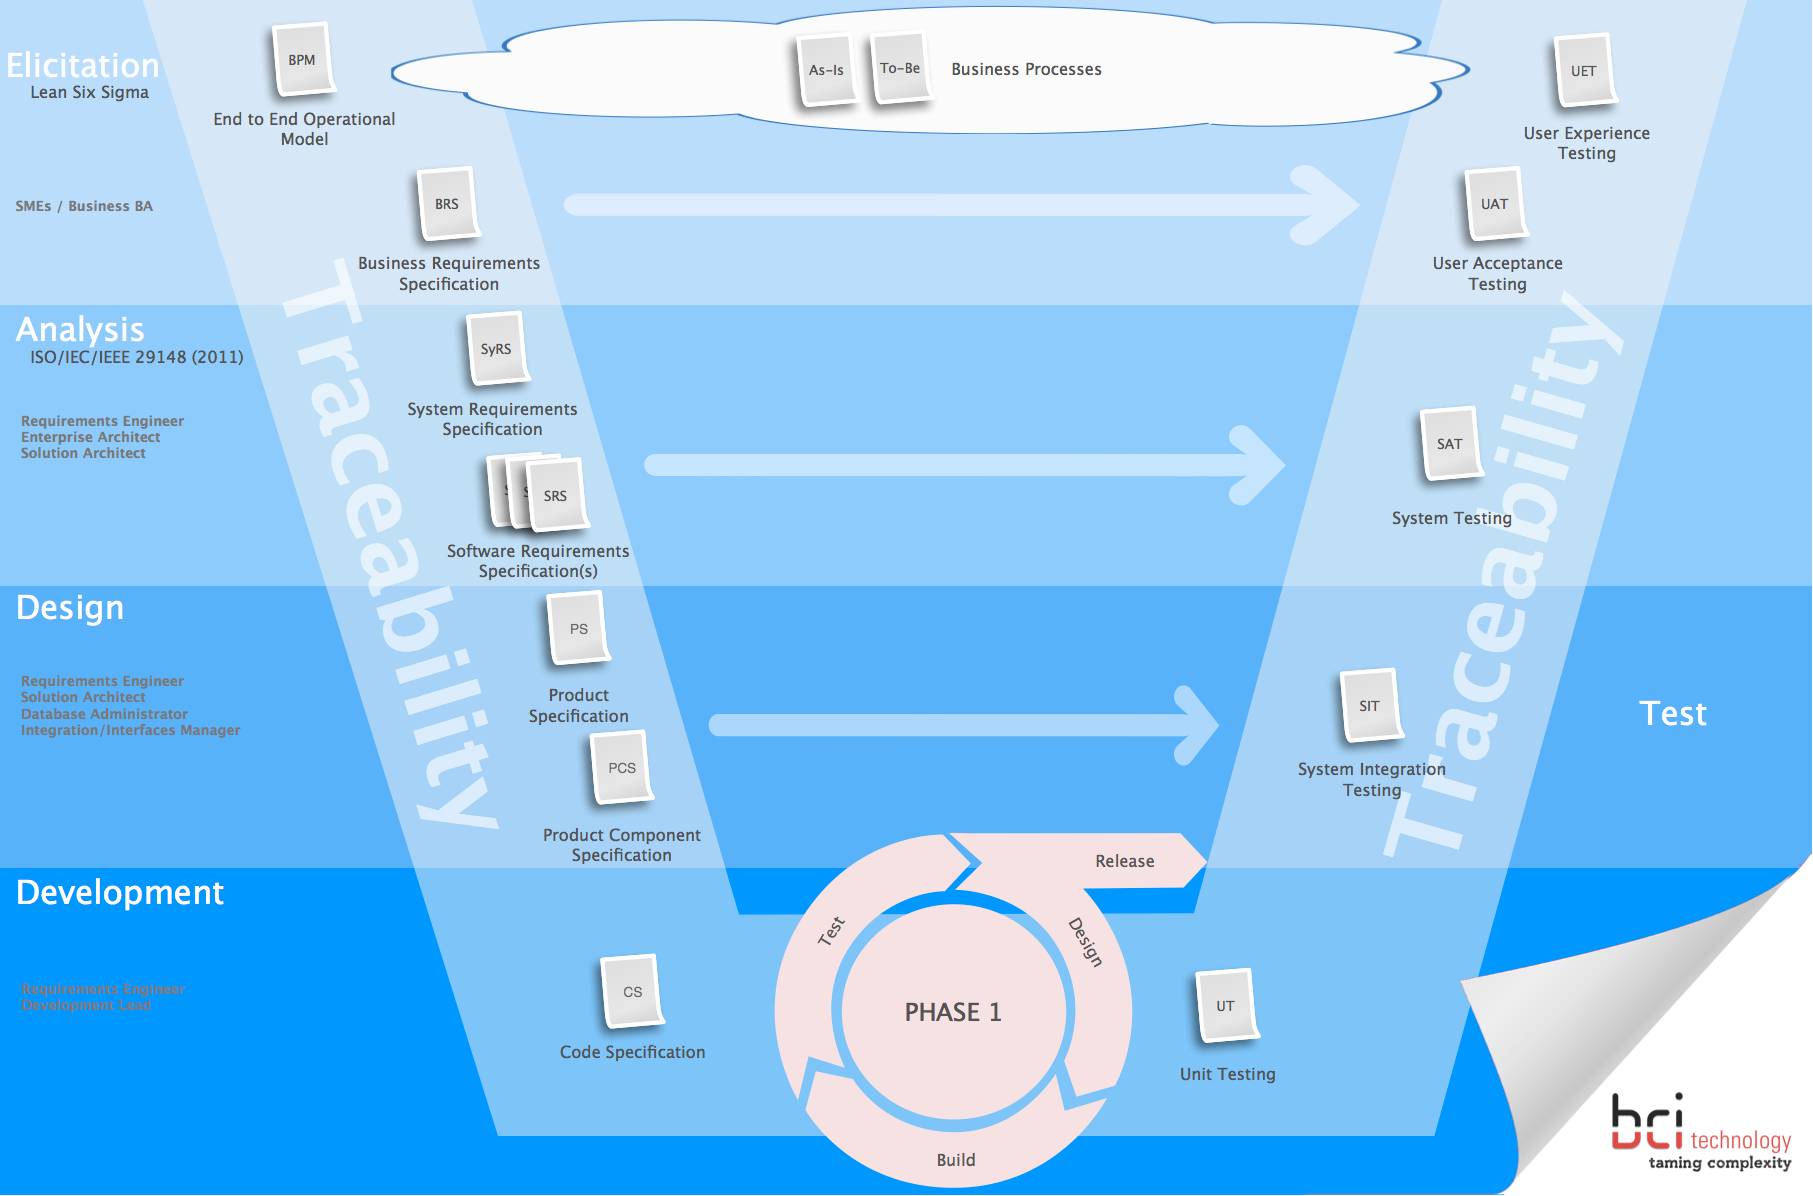 Elicitation
Lean Six Sigma
BPM
End to End Operational
Model
As-Is
To-Be
Business Processes
UET
User Experience
Testing
SMEs / Business BA
BRS
Business Requirements
Specification
UAT
User Acceptance
Testing
Traceability
Traceability
Analysis
ISO/IEC/IEEE 29148 (2011)
Requirements Engineer
Enterprise Architect
Solution Architect
SyRS
System Requirements
Specification
S
S
SRS
Software Requirements
Specification(s)
SAT
System Testing
Design
Requirements Engineer
Solution Architect
Database Administrator
Integration/Interfaces Manager
PS
Product
Specification
PCS
Product Component
Specification
SIT
System Integration
Testing
Test
Development
Requirements Engineer
Development Lead
CS
Code Specification
Release
Test
Design
PHASE 1
Build
UT
Unit Testing
bci technology
taming complexity